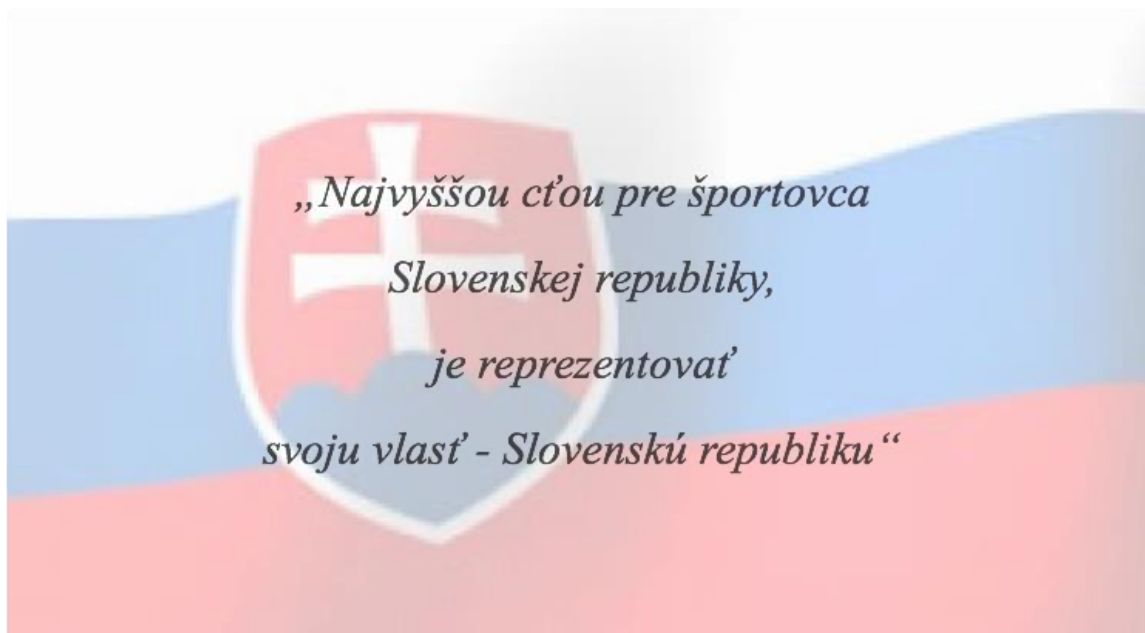 „Najvyššou cťou pre športovca
Slovenskej republiky,
je reprezentovať
svoju vlasť - Slovenskú republiku“